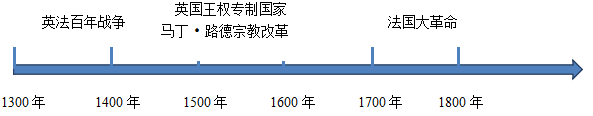 英法百年战争
英国王权专制国家
马丁·路德宗教改革
法国大革命
1300年
1400年
1500年
1600年
1700年
1800年